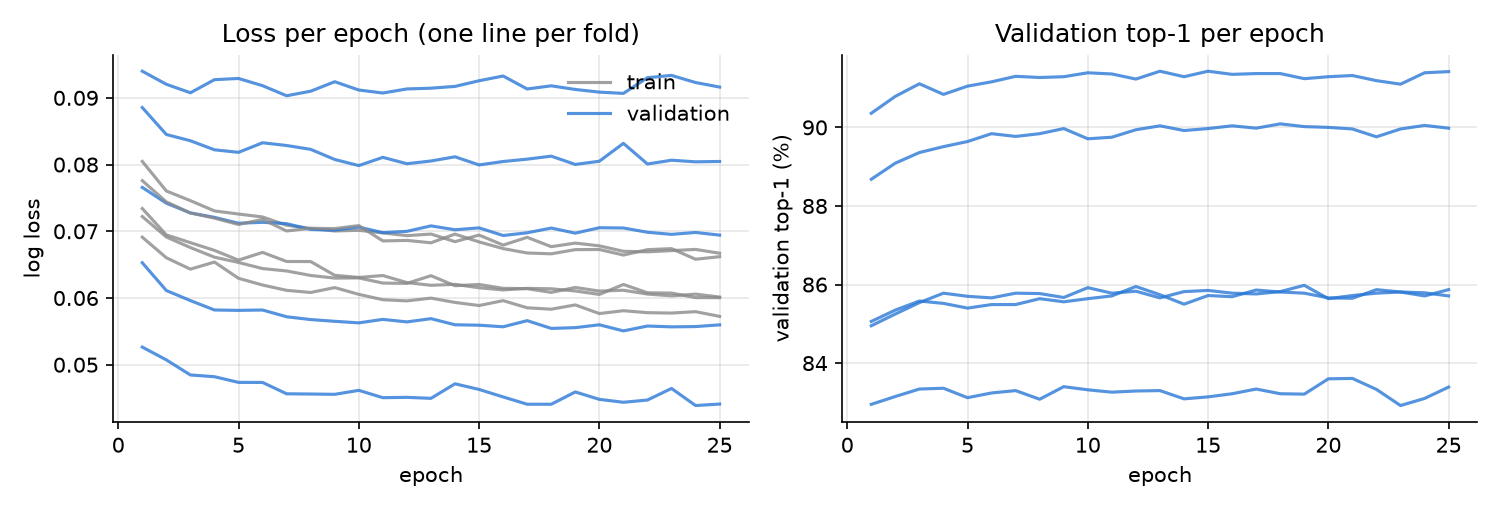 Loss per epoch (one line per fold)
train
validation
0.09
0.08
0.07
0.06
0.05
log loss
0 5 10 15 20 25
epoch
Validation top-1 per epoch
90
88
86
84
validation top-1 (%)
0 5 10 15 20 25
epoch